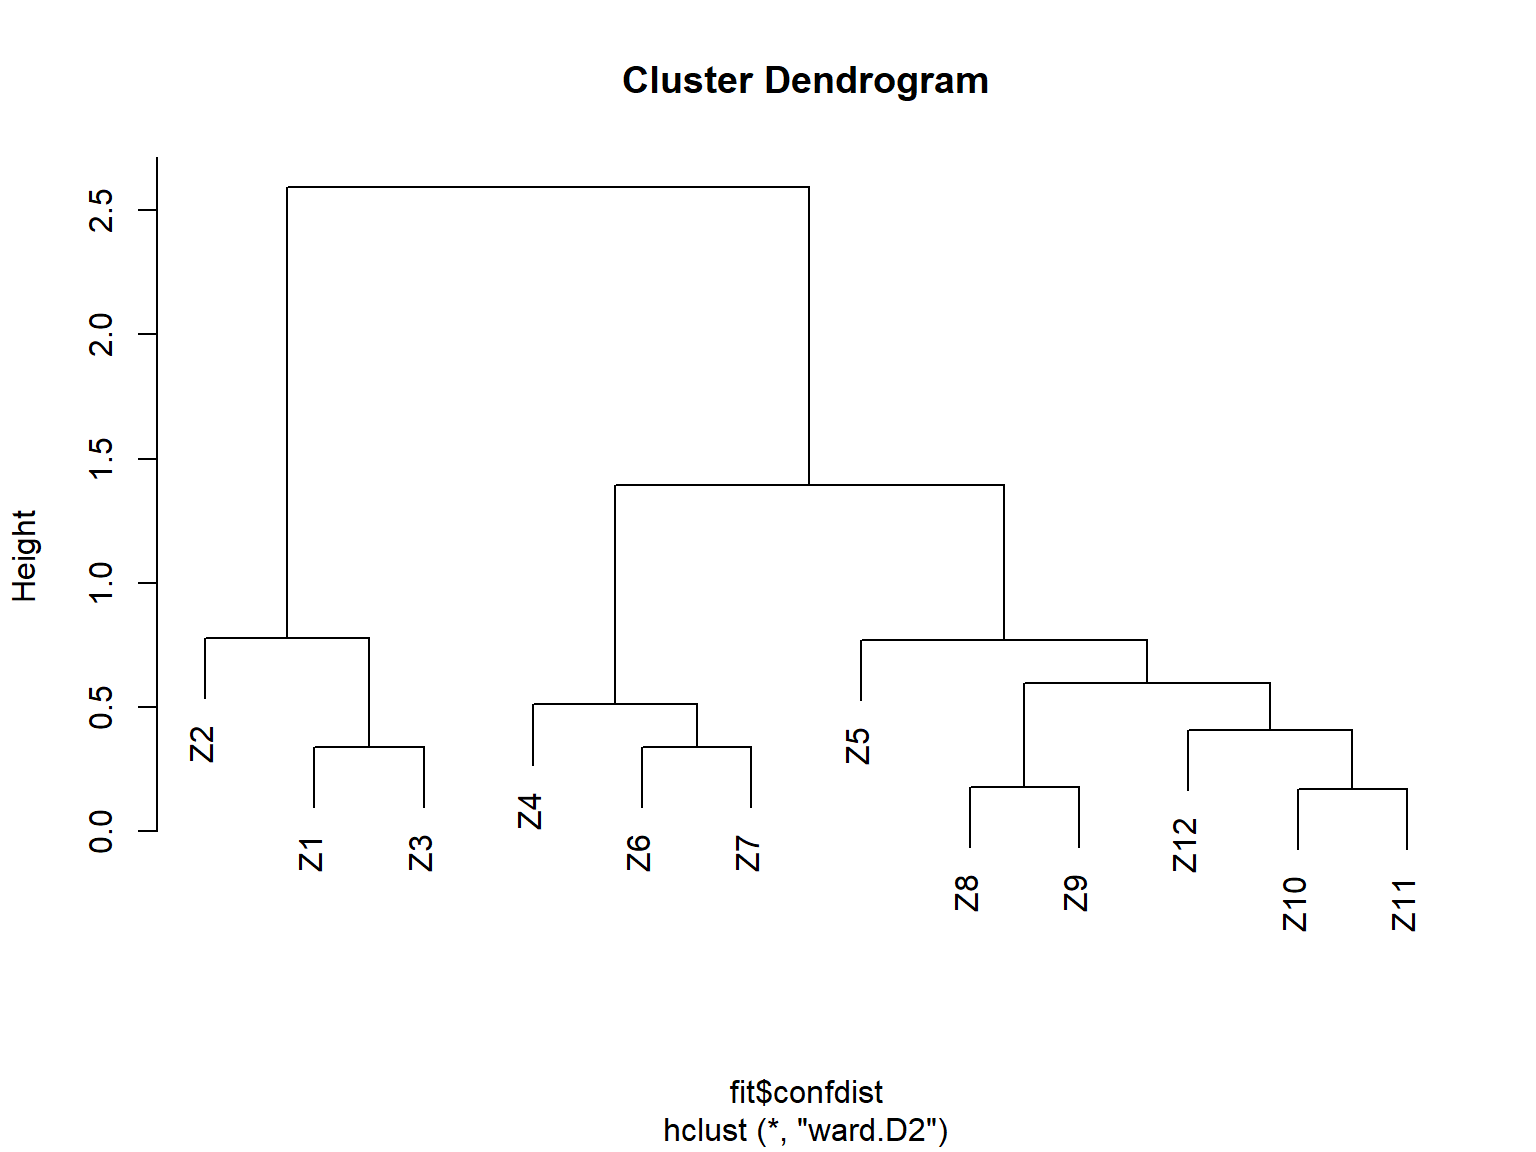 Cluster Dendrogram
Height
0.0 0.5 1.0 1.5 2.0 2.5
Z2
Z1
Z3
Z4
Z6
Z7
Z5
Z8
Z9
Z12
Z10
Z11
fit$confdist
hclust (*, "ward.D2")